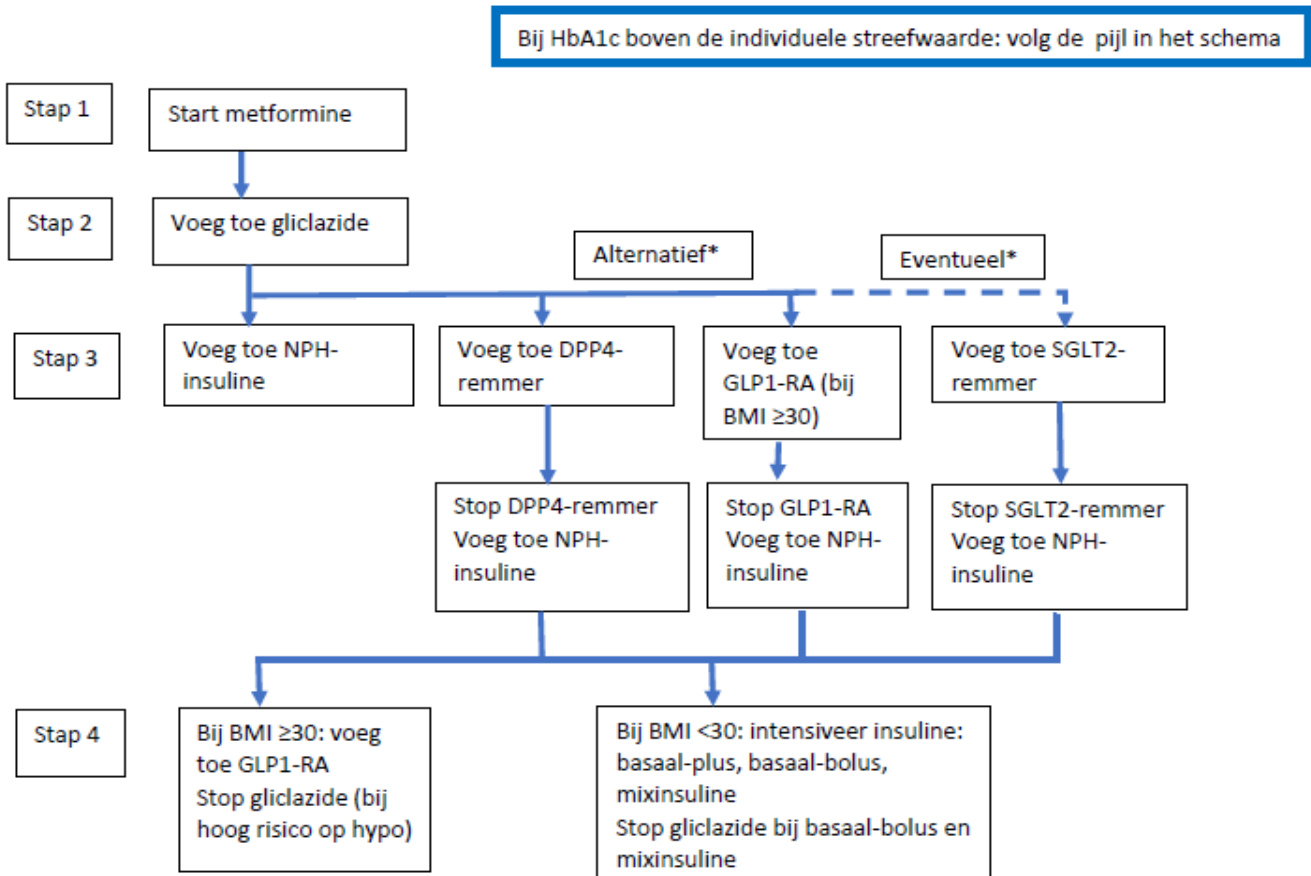 Bij HbA1c boven de individuele streefwaarde: volg de pijl in het schema
Stap 1
Start metformine
Stap 2
Voeg toe gliclazide
Alternatief*
Eventueel*
Stap 3
Voeg toe NPH-
insuline
Voeg toe DPP4-
remmer
Voeg toe
GLP1-RA (bij
BMI ≥30)
Voeg toe SGLT2-
remmer
Stop DPP4-remmer
Voeg toe NPH-
insuline
Stop GLP1-RA
Voeg toe NPH-
insuline
Stop SGLT2-remmer
Voeg toe NPH-
insuline
Stap 4
Bij BMI ≥30: voeg
toe GLP1-RA
Stop gliclazide (bij
hoog risico op hypo)
Bij BMI <30: intensiveer insuline:
basaal-plus, basaal-bolus,
mixinsuline
Stop gliclazide bij basaal-bolus en
mixinsuline